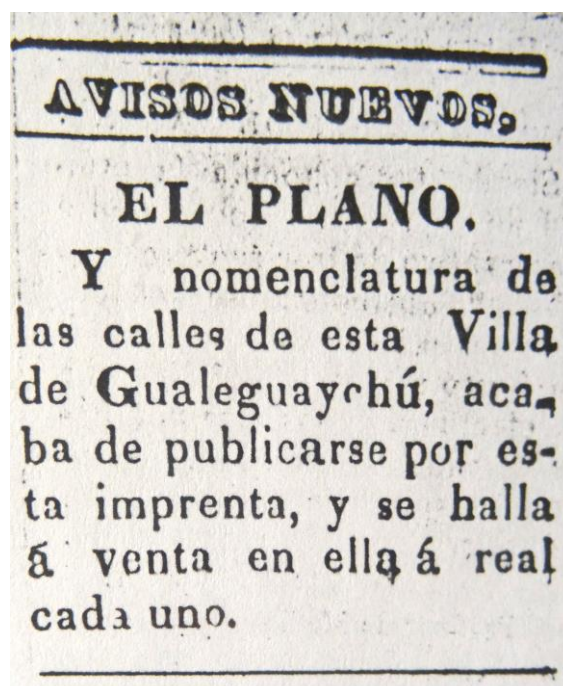 AVISOS NUEVOS,
EL PLANO.
Y nomenclatura de
las calles de esta Villa
de Gualeguaychú, aca-
ba de publicarse por es-
ta imprenta, y se halla
á venta en ella á real
cada uno.